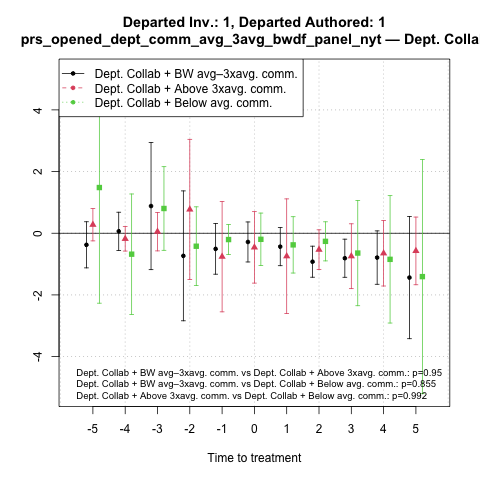 Departed Inv.: 1, Departed Authored: 1
prs_opened_dept_comm_avg_3avg_bwdf_panel_nyt — Dept. Colla
Dept. Collab + BW avg–3xavg. comm.
Dept. Collab + Above 3xavg. comm.
Dept. Collab + Below avg. comm.
4
2
0
-2
-4
Dept. Collab + BW avg–3xavg. comm. vs Dept. Collab + Above 3xavg. comm.: p=0.95
Dept. Collab + BW avg–3xavg. comm. vs Dept. Collab + Below avg. comm.: p=0.855
Dept. Collab + Above 3xavg. comm. vs Dept. Collab + Below avg. comm.: p=0.992
-5 -4 -3 -2 -1 0 1 2 3 4 5
Time to treatment